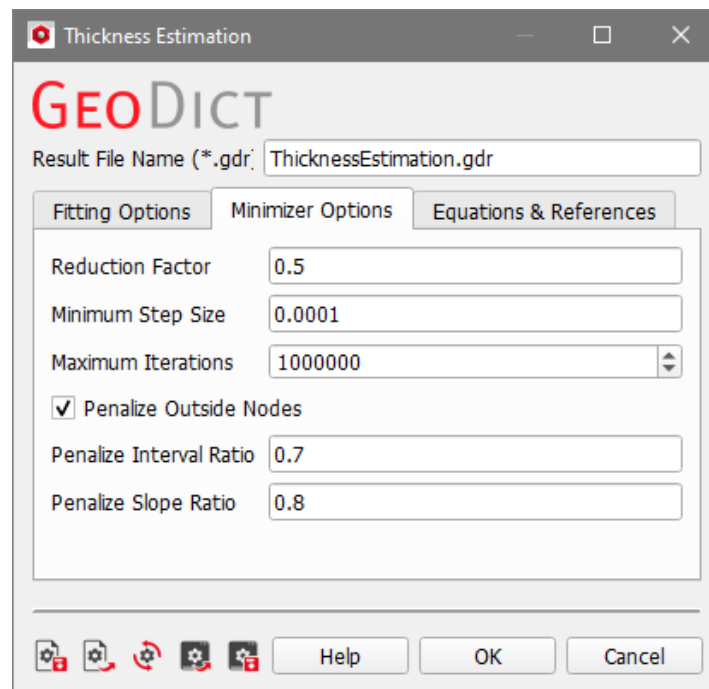 Thickness Estimation
GEODICT
Result File Name (*.gdr) ThicknessEstimation.gdr
Fitting Options Minimizer Options Equations & References
Reduction Factor 0.5
Minimum Step Size 0.0001
Maximum Iterations 1000000
Penalize Outside Nodes
Penalize Interval Ratio 0.7
Penalize Slope Ratio 0.8
Help OK Cancel